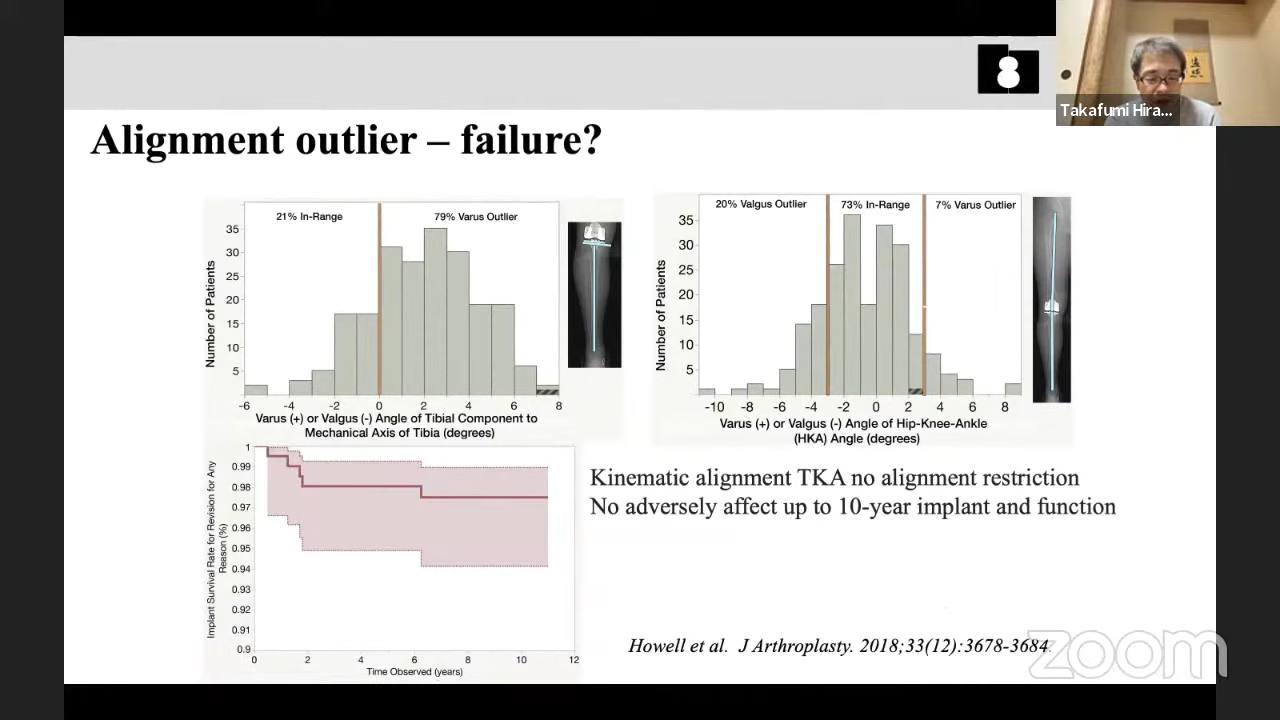 Takafumi Hira...
Alignment outlier – failure?
21% In-Range
79% Varus Outlier
Number of Patients
35
30
25
20
15
10
5
-6 -4 -2 0 2 4 6 8
Varus (+) or Valgus (-) Angle of Tibial Component to
Mechanical Axis of Tibia (degrees)
20% Valgus Outlier
73% In-Range
7% Varus Outlier
Number of Patients
35
30
25
20
15
10
5
-10 -8 -6 -4 -2 0 2 4 6 8
Varus (+) or Valgus (-) Angle of Hip-Knee-Ankle
(HKA) Angle (degrees)
Implant Survival Rate for Revision for Any
Reason (%)
1
0.99
0.98
0.97
0.96
0.95
0.94
0.93
0.92
0.91
0.9
0 2 4 6 8 10 12
Time Observed (years)
Kinematic alignment TKA no alignment restriction
No adversely affect up to 10-year implant and function
Howell et al. J Arthroplasty. 2018;33(12):3678-3684.
zoom